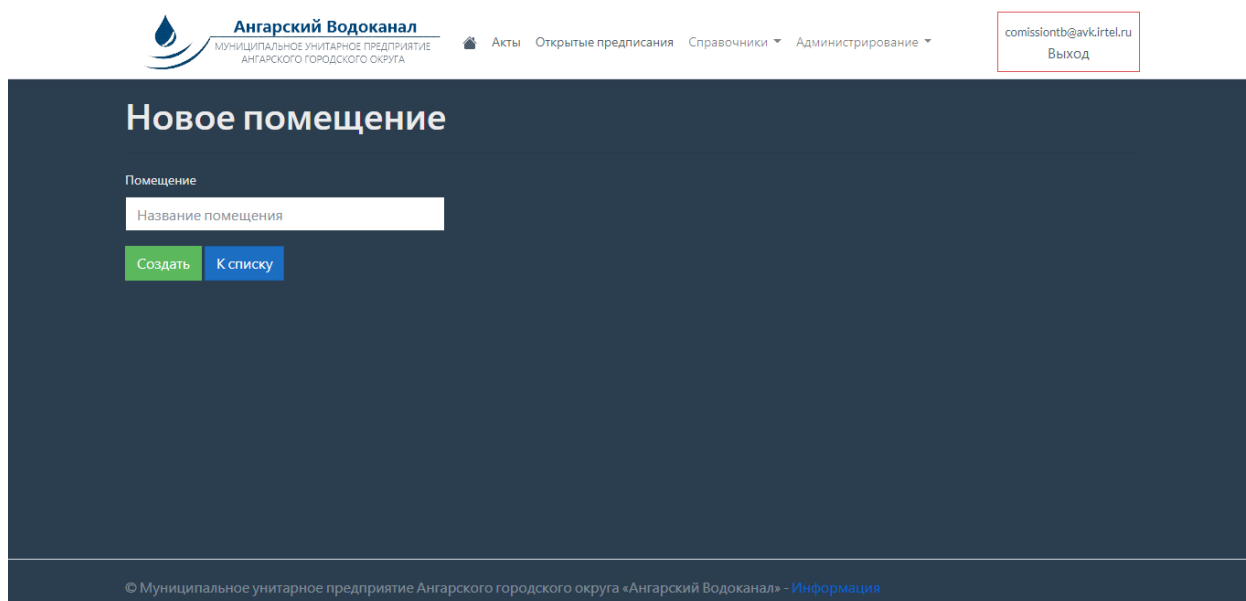 Ангарский Водоканал
МУНИЦИПАЛЬНОЕ УНИТАРНОЕ ПРЕДПРИЯТИЕ
АНГАРСКОГО ГОРОДСКОГО ОКРУГА
Акты Открытые предписания Справочники Администрирование
comissiontb@avk.irtel.ru
Выход
Новое помещение
Помещение
Название помещения
Создать К списку
© Муниципальное унитарное предприятие Ангарского городского округа «Ангарский Водоканал» - Информация